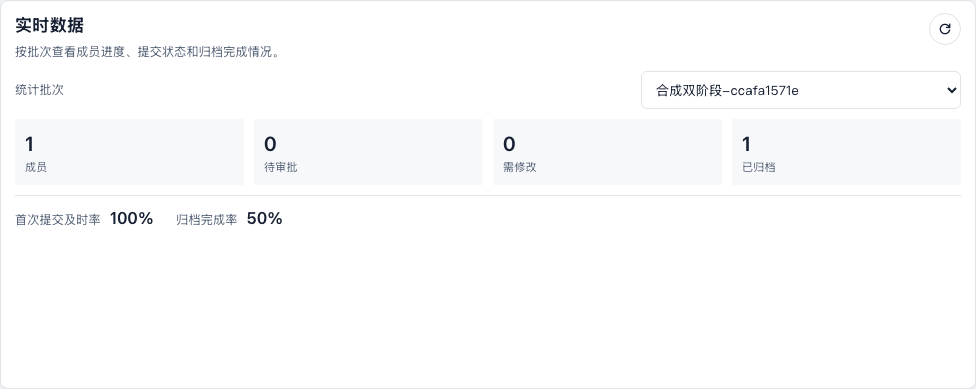 实时数据
按批次查看成员进度、提交状态和归档完成情况。
统计批次
合成双阶段-ccafa1571e
1
成员
0
待审批
0
需修改
1
已归档
首次提交及时率 100% 归档完成率 50%